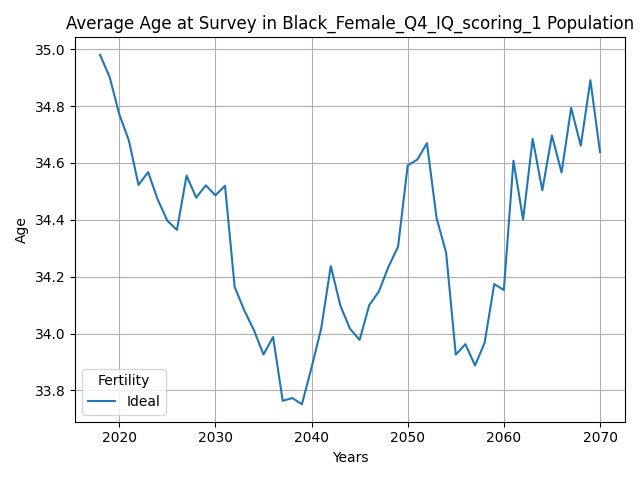 Average Age at Survey in Black_Female_Q4_IQ_scoring_1 Population
35.0
34.8
34.6
34.4
34.2
34.0
33.8
Age
Fertility
Ideal
2020 2030 2040 2050 2060 2070
Years